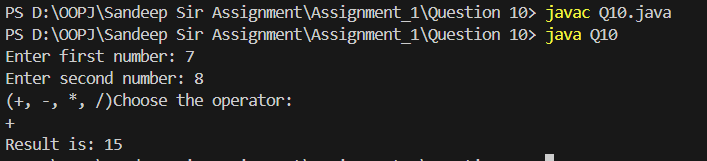 PS D:\OOPJ\Sandeep Sir Assignment\Assignment_1\Question 10> javac Q10.java
PS D:\OOPJ\Sandeep Sir Assignment\Assignment_1\Question 10> java Q10
Enter first number: 7
Enter second number: 8
(+, -, *, /)Choose the operator:
+
Result is: 15